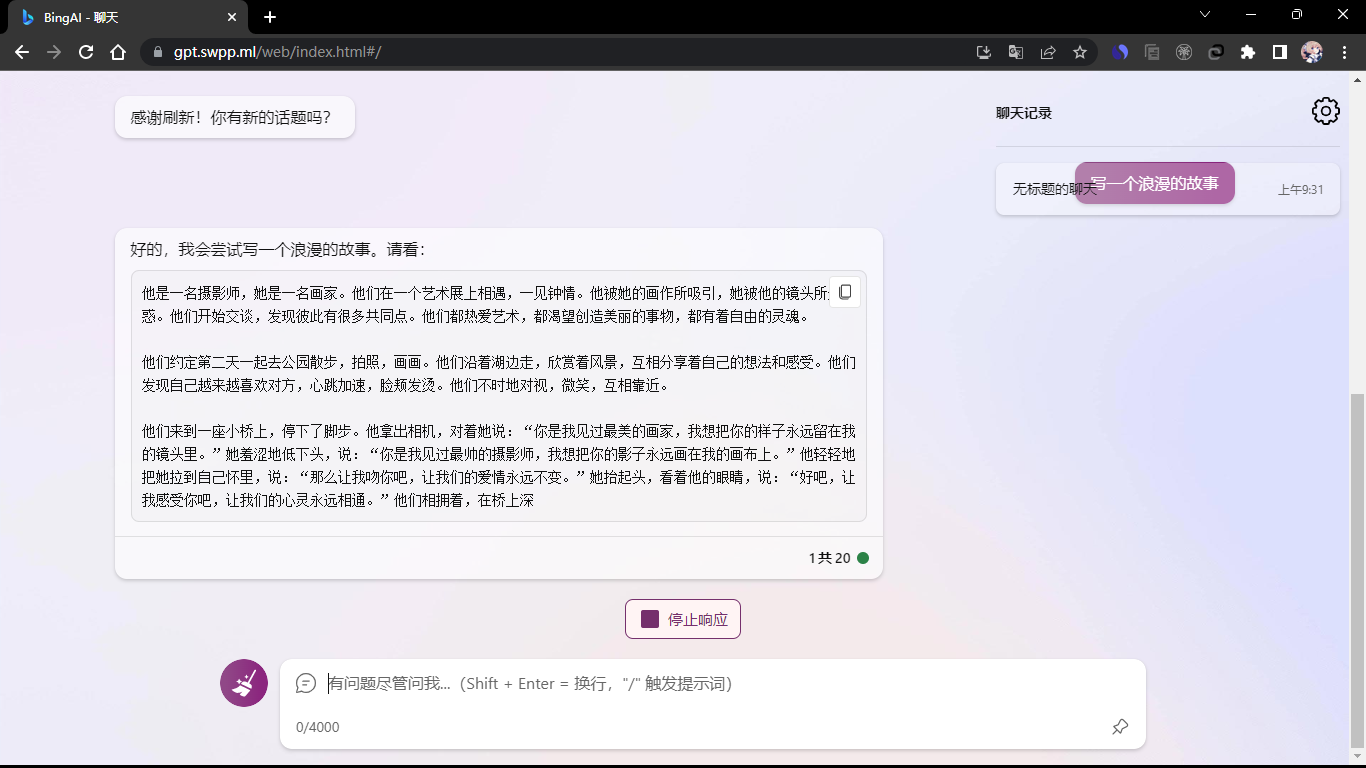 BingAI - 聊天
gpt.swpp.ml/web/index.html#/
感谢刷新！你有新的话题吗？
聊天记录
无标题的聊天
写一个浪漫的故事
上午9:31
好的，我会尝试写一个浪漫的故事。请看：
他是一名摄影师，她是一名画家。他们在一个艺术展上相遇，一见钟情。他被她的画作所吸引，她被他的镜头所
惑。他们开始交谈，发现彼此有很多共同点。他们都热爱艺术，都渴望创造美丽的事物，都有着自由的灵魂。
他们约定第二天一起去公园散步，拍照，画画。他们沿着湖边走，欣赏着风景，互相分享着自己的想法和感受。他们
发现自己越来越喜欢对方，心跳加速，脸颊发烫。他们不时地对视，微笑，互相靠近。
他们来到一座小桥上，停下了脚步。他拿出相机，对着她说：“你是我见过最美的画家，我想把你的样子永远留在我
的镜头里。”她羞涩地低下头，说：“你是我见过最帅的摄影师，我想把你的影子永远画在我的画布上。”他轻轻地
把她拉到自己怀里，说：“那么让我吻你吧，让我们的爱情永远不变。”她抬起头，看着他的眼睛，说：“好吧，让
我感受你吧，让我们的心灵永远相通。”他们相拥着，在桥上深
1 共 20
停止响应
有问题尽管问我...（Shift + Enter = 换行，"/" 触发提示词）
0/4000